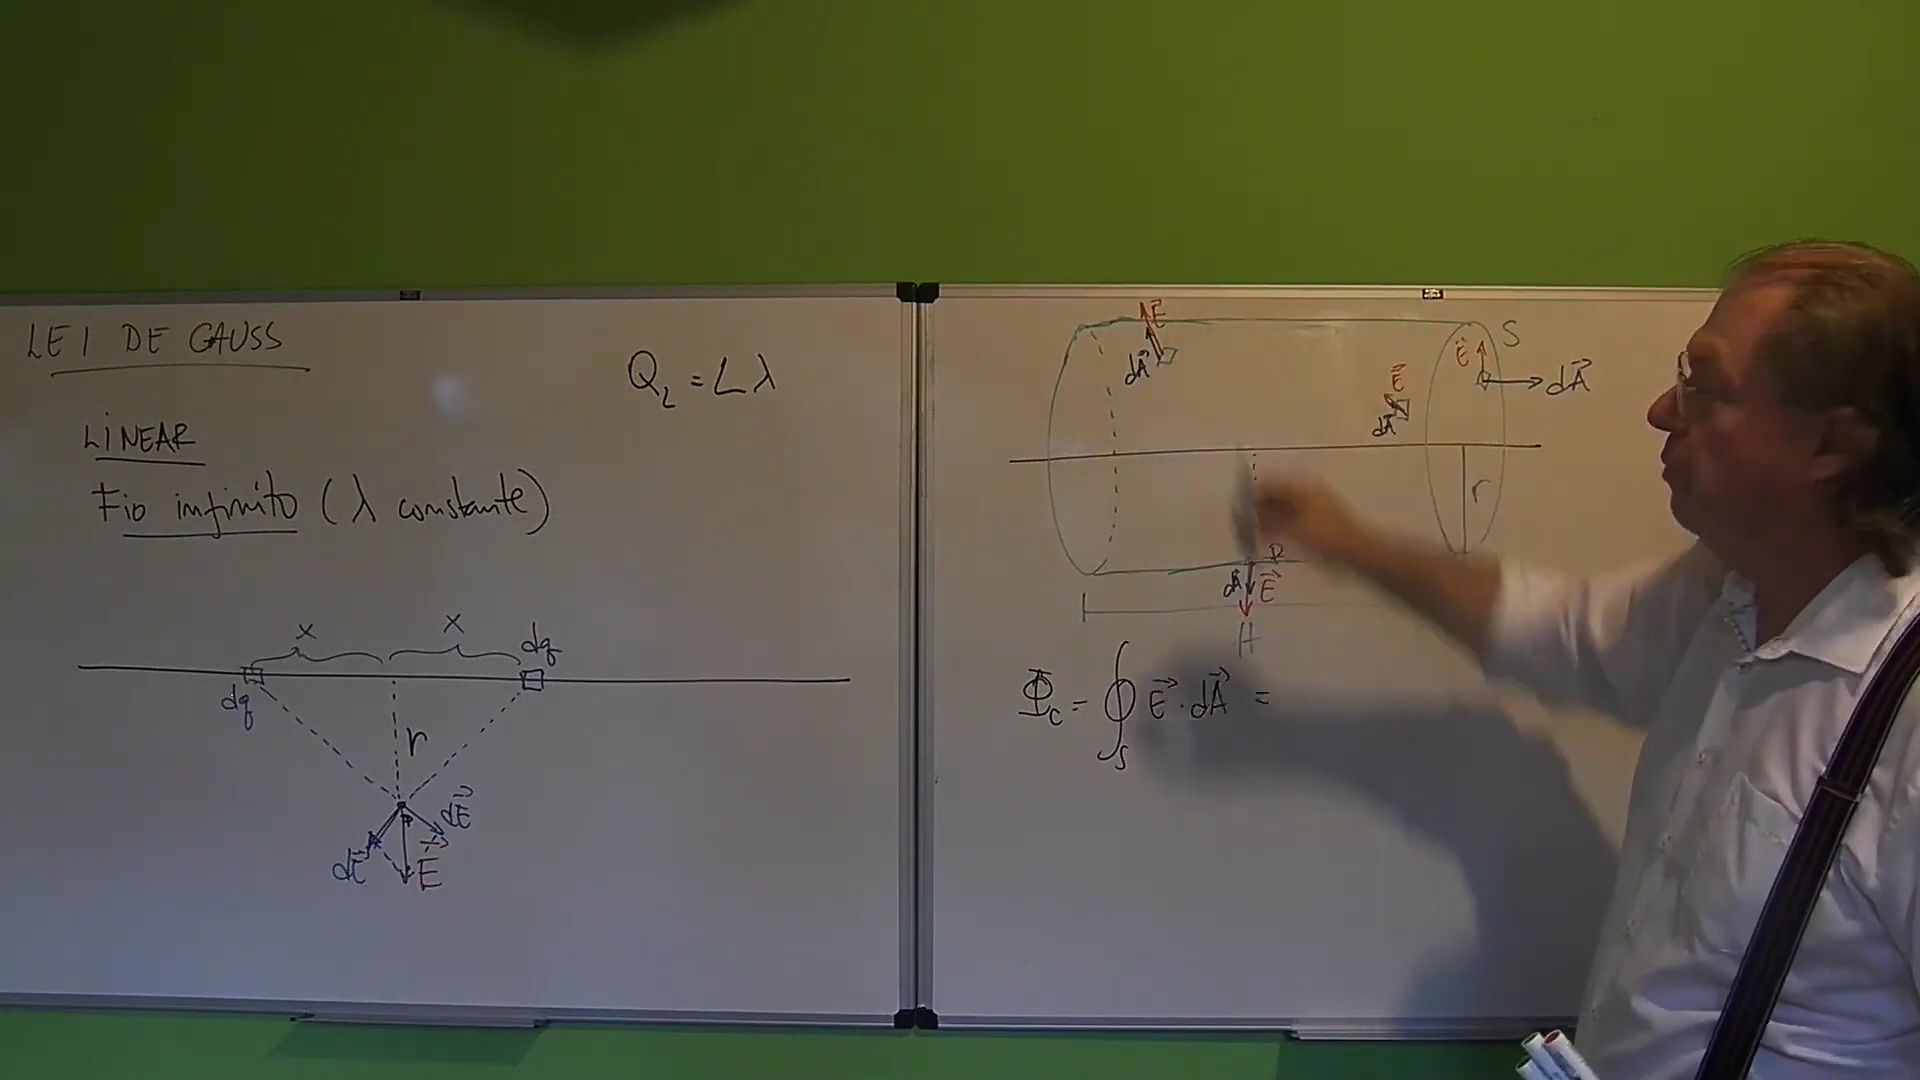 LEI DE GAUSS
Q_L = Lλ
LINEAR
Fio infinito (λ constante)
x x
dq dq
r
P
dE⃗ dE⃗
E⃗
E⃗ S
dA⃗ E⃗ dA⃗
E⃗
dA⃗
r
P
dA⃗ E⃗
H
Φ_C = ∮_S E⃗ · dA⃗ =